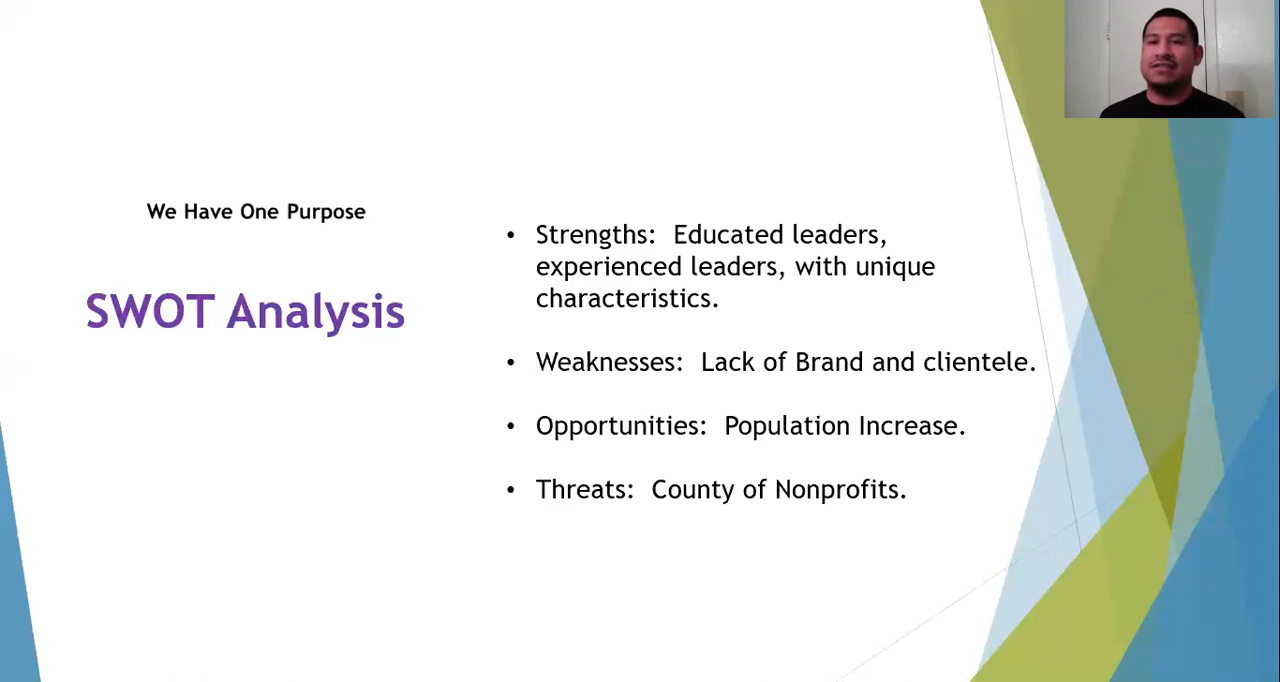 We Have One Purpose
SWOT Analysis
• Strengths:  Educated leaders,
experienced leaders, with unique
characteristics.
• Weaknesses:  Lack of Brand and clientele.
• Opportunities:  Population Increase.
• Threats:  County of Nonprofits.